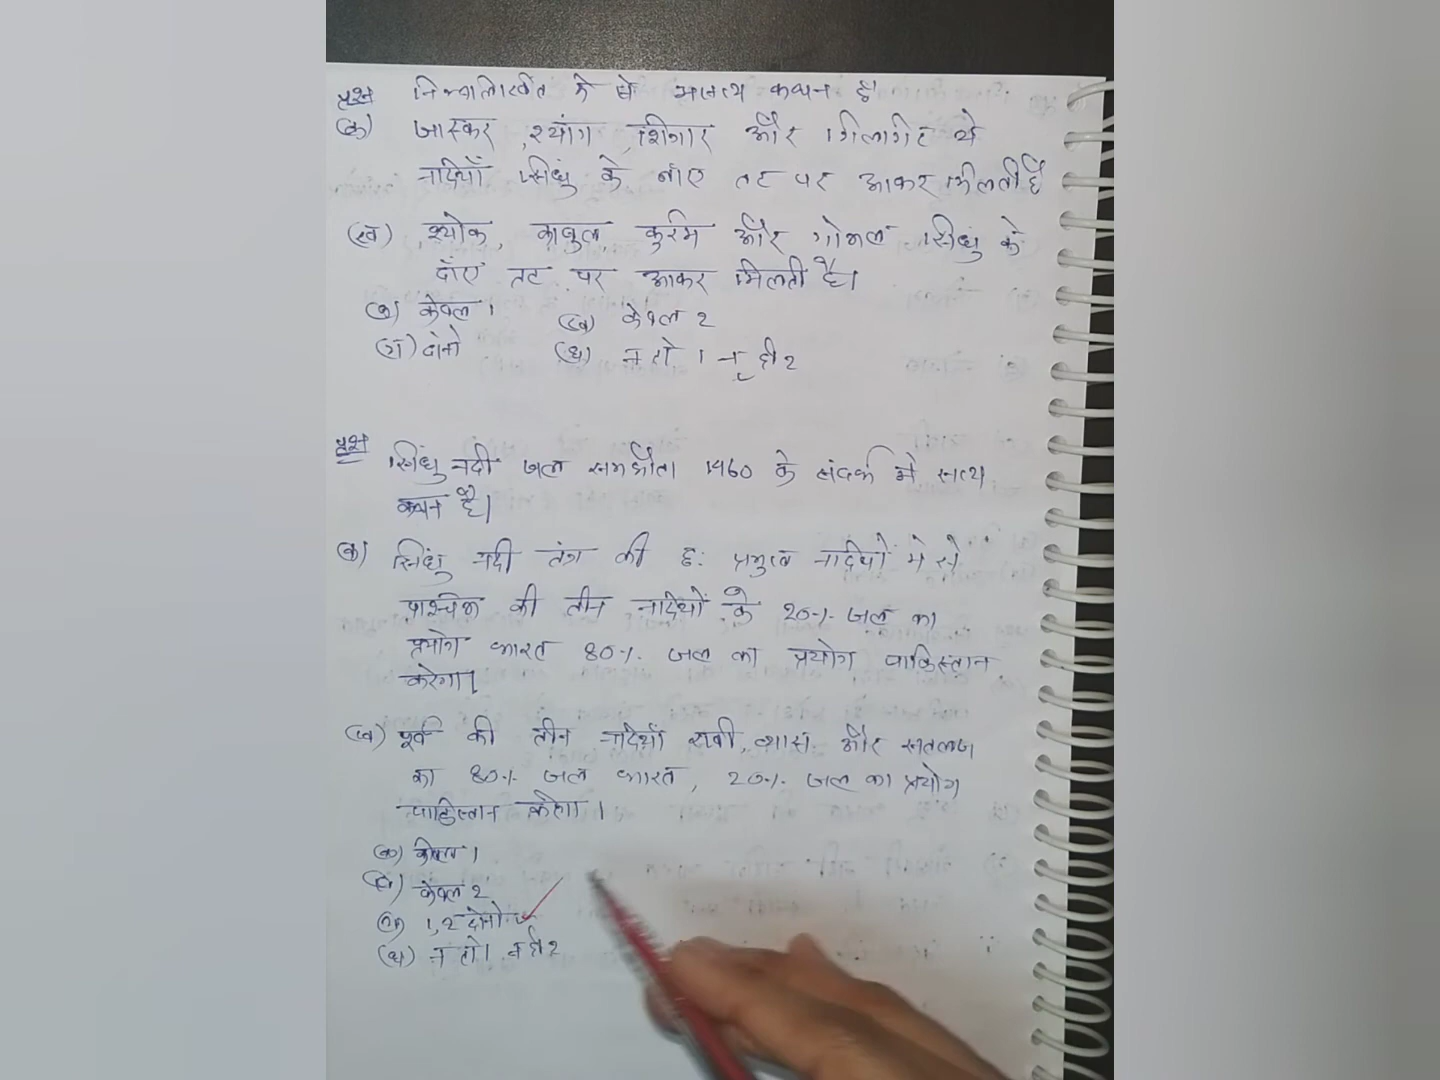 प्रश्न निम्नलिखित में से सत्य कथन है
(क) जास्कर, श्यांग, शिगार और गिलगिट ये
नदियाँ सिंधु के बाएं तट पर आकर मिलती है
(ख) श्योक, काबुल, कुर्रम और गोमल सिंधु के
दाँए तट पर आकर मिलती है।
(क) केवल 1 (ख) केवल 2
(ग) दोनो (घ) न तो 1 न ही 2
प्रश्न सिंधु नदी जल समझौता 1960 के संदर्भ मे सत्य
कथन है।
(क) सिंधु नदी तंत्र की छः प्रमुख नदियों मे से
पश्चिम की तीन नदियों के 20% जल का
प्रयोग भारत 80% जल का प्रयोग पाकिस्तान
करेगा।
(ख) पूर्व की तीन नदियाँ रावी, व्यास और सतलज
का 80% जल भारत, 20% जल का प्रयोग
पाकिस्तान करेगा।
(क) केवल 1
(ख) केवल 2
(ग) 1, 2 दोनो
(घ) न तो 1 न ही 2